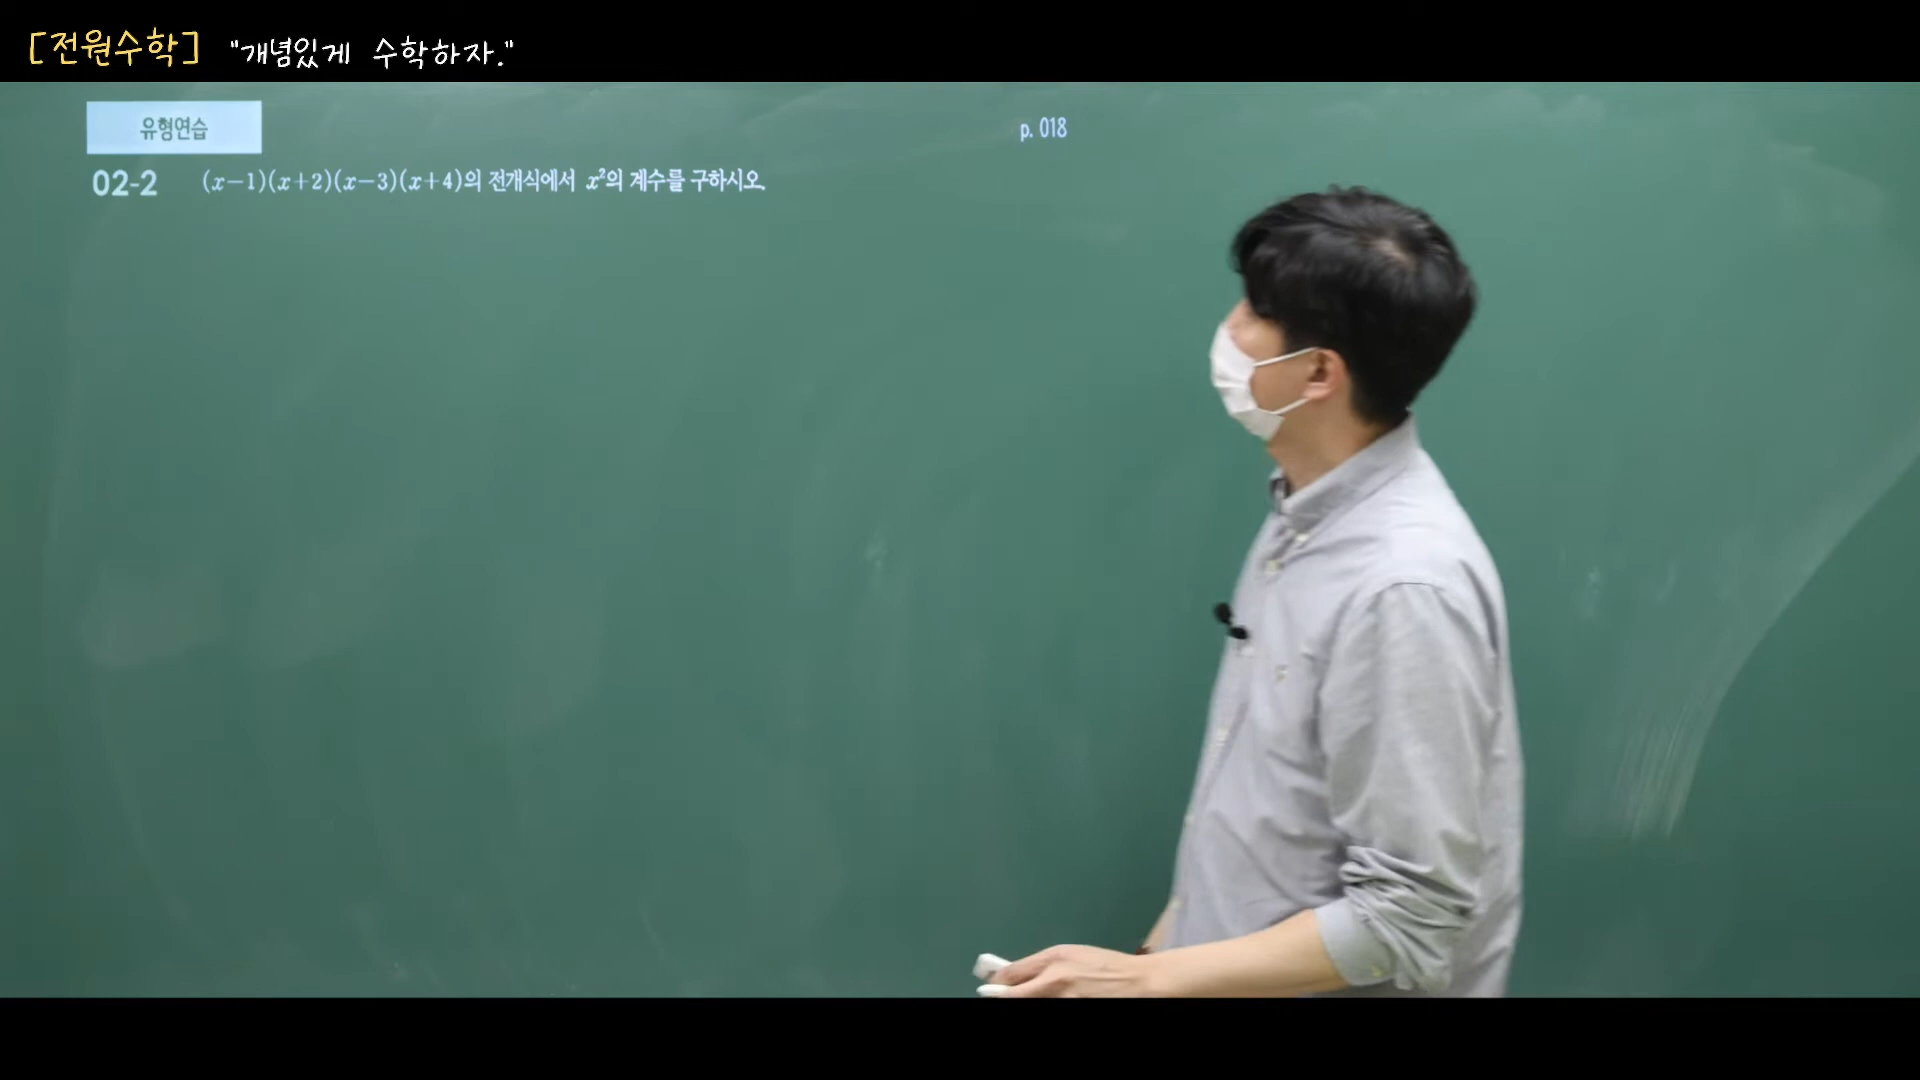 [전원수학] "개념있게 수학하자."
유형연습
p. 018
02-2 (x-1)(x+2)(x-3)(x+4)의 전개식에서 x²의 계수를 구하시오.